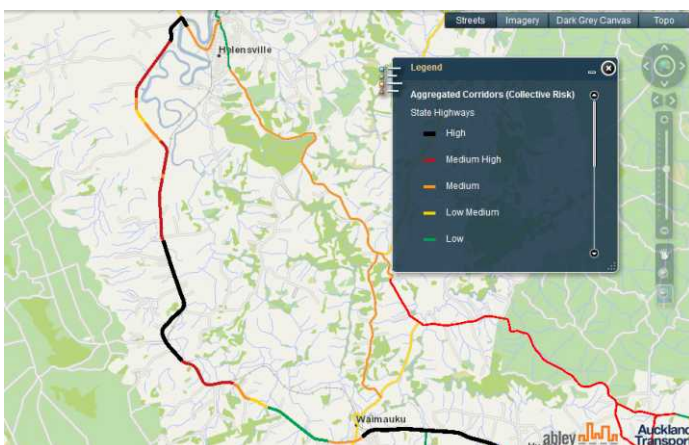 Streets Imagery Dark Grey Canvas Topo
Helensville
Legend
Aggregated Corridors (Collective Risk)
State Highways
High
Medium High
Medium
Low Medium
Low
Waimauku
abley
Auckland
Transport